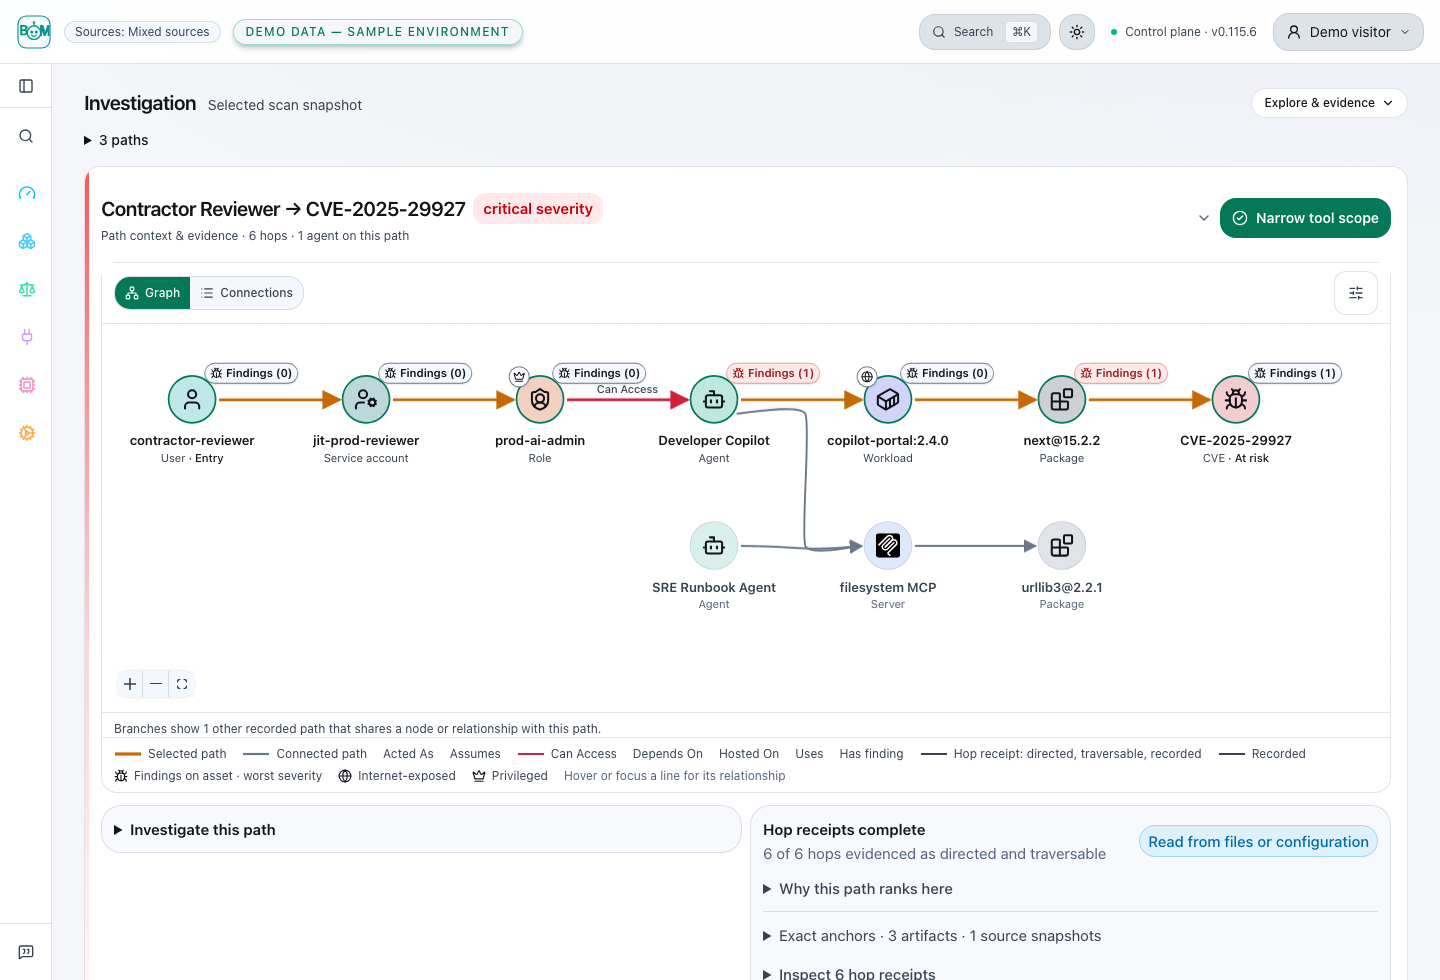 BOM
Sources: Mixed sources
DEMO DATA — SAMPLE ENVIRONMENT
Search ⌘K
Control plane · v0.115.6
Demo visitor
Investigation Selected scan snapshot
Explore & evidence
3 paths
Contractor Reviewer → CVE-2025-29927 critical severity
Narrow tool scope
Path context & evidence · 6 hops · 1 agent on this path
Graph Connections
Findings (0) Findings (0) Findings (0) Findings (1) Findings (0) Findings (1) Findings (1)
Can Access
contractor-reviewer jit-prod-reviewer prod-ai-admin Developer Copilot copilot-portal:2.4.0 next@15.2.2 CVE-2025-29927
User · Entry Service account Role Agent Workload Package CVE · At risk
SRE Runbook Agent filesystem MCP urllib3@2.2.1
Agent Server Package
Branches show 1 other recorded path that shares a node or relationship with this path.
Selected path Connected path Acted As Assumes Can Access Depends On Hosted On Uses Has finding Hop receipt: directed, traversable, recorded Recorded
Findings on asset · worst severity Internet-exposed Privileged Hover or focus a line for its relationship
Investigate this path
Hop receipts complete
6 of 6 hops evidenced as directed and traversable
Read from files or configuration
Why this path ranks here
Exact anchors · 3 artifacts · 1 source snapshots
Inspect 6 hop receipts